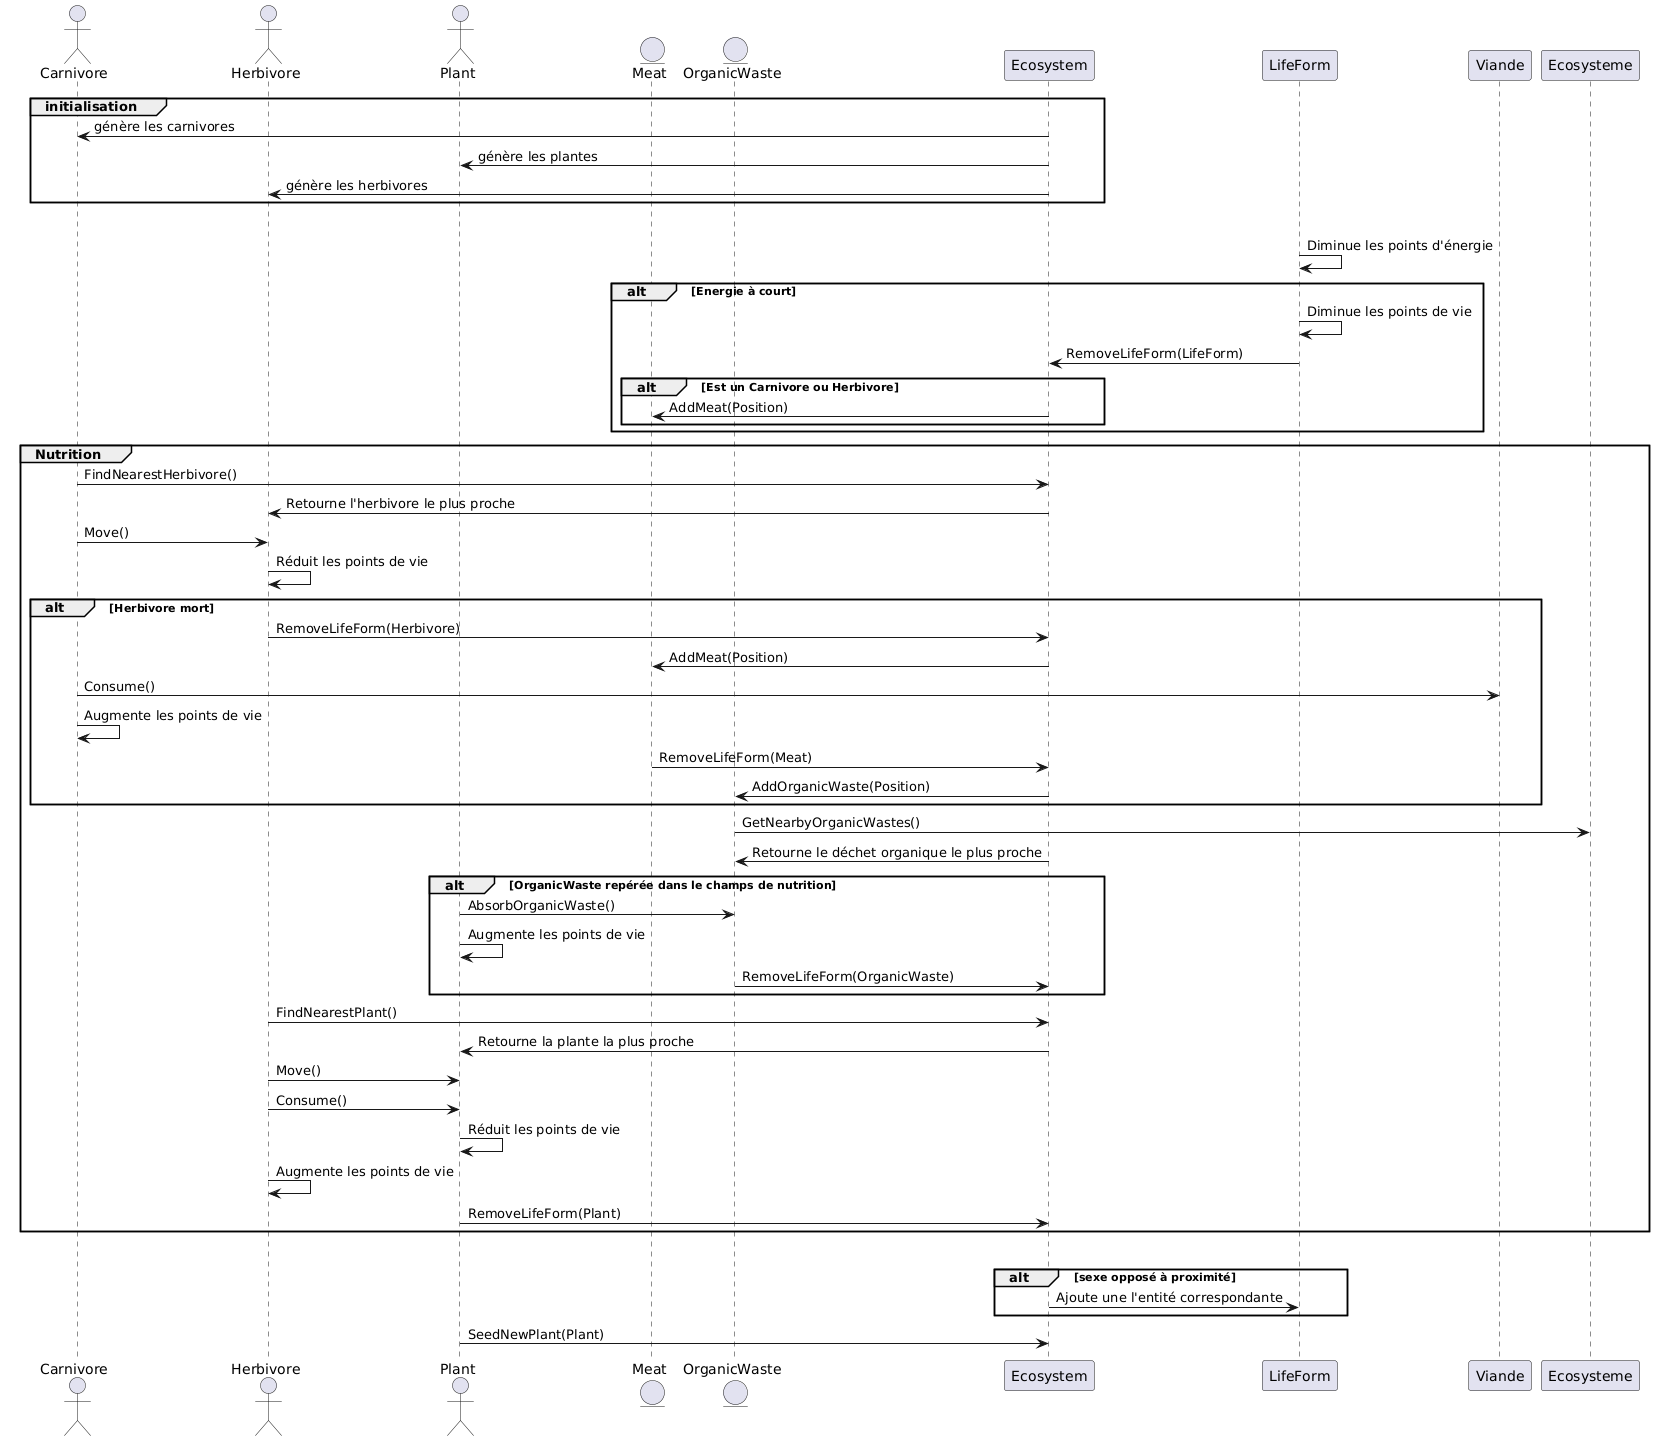 Carnivore Herbivore Plant Meat OrganicWaste Ecosystem LifeForm Viande Ecosysteme
initialisation
génère les carnivores
génère les plantes
génère les herbivores
Diminue les points d'énergie
alt [Energie à court]
Diminue les points de vie
RemoveLifeForm(LifeForm)
alt [Est un Carnivore ou Herbivore]
AddMeat(Position)
Nutrition
FindNearestHerbivore()
Retourne l'herbivore le plus proche
Move()
Réduit les points de vie
alt [Herbivore mort]
RemoveLifeForm(Herbivore)
AddMeat(Position)
Consume()
Augmente les points de vie
RemoveLifeForm(Meat)
AddOrganicWaste(Position)
GetNearbyOrganicWastes()
Retourne le déchet organique le plus proche
alt [OrganicWaste repérée dans le champs de nutrition]
AbsorbOrganicWaste()
Augmente les points de vie
RemoveLifeForm(OrganicWaste)
FindNearestPlant()
Retourne la plante la plus proche
Move()
Consume()
Réduit les points de vie
Augmente les points de vie
RemoveLifeForm(Plant)
alt [sexe opposé à proximité]
Ajoute une l'entité correspondante
SeedNewPlant(Plant)
Carnivore Herbivore Plant Meat OrganicWaste Ecosystem LifeForm Viande Ecosysteme